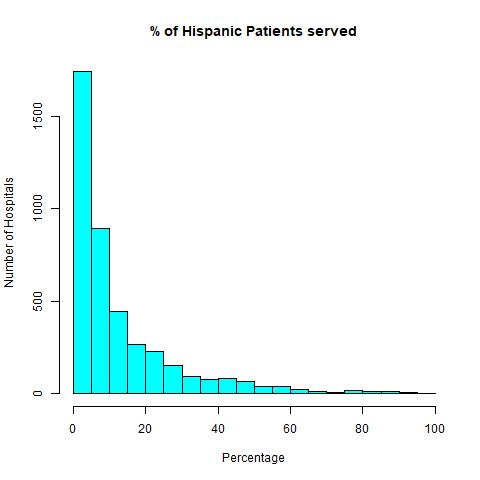 % of Hispanic Patients served
Number of Hospitals
1500
1000
500
0
0 20 40 60 80 100
Percentage